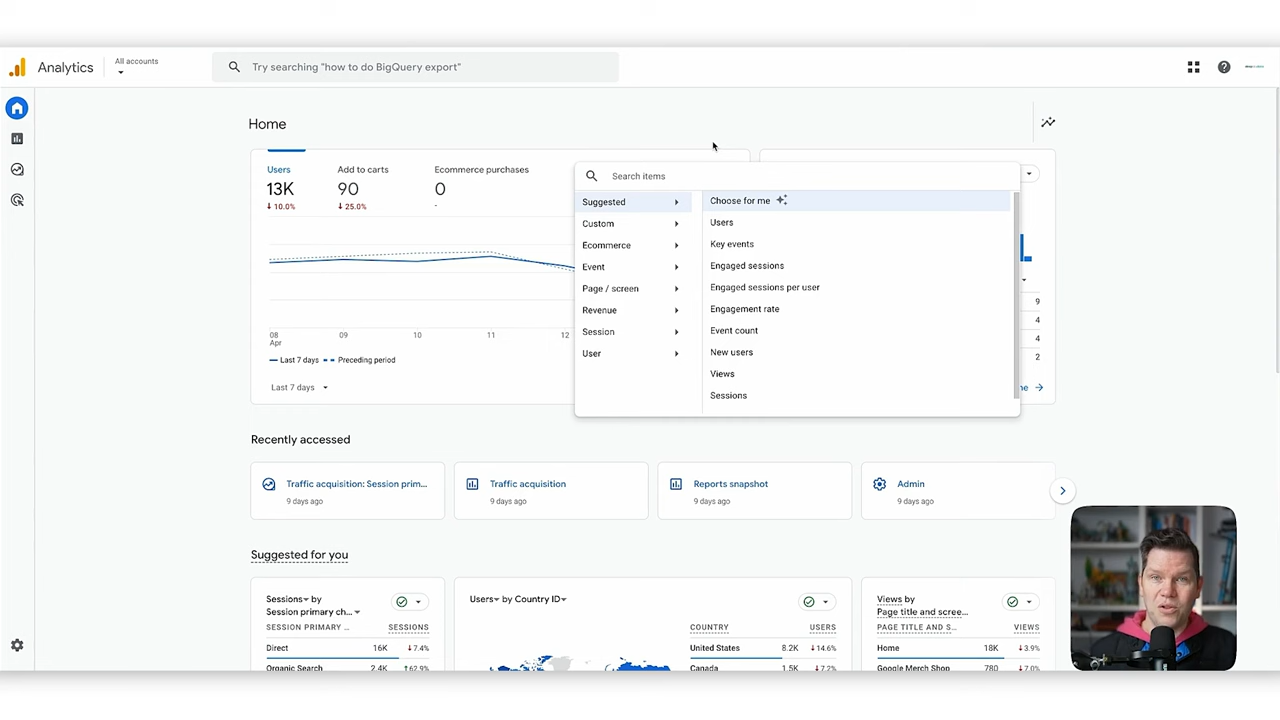 Analytics
All accounts
Try searching "how to do BigQuery export"
Home
Users
13K
10.0%
Add to carts
90
25.0%
Ecommerce purchases
0
-
08
Apr
09
10
11
12
Last 7 days
Preceding period
Last 7 days
Search items
Suggested
Custom
Ecommerce
Event
Page / screen
Revenue
Session
User
Choose for me
Users
Key events
Engaged sessions
Engaged sessions per user
Engagement rate
Event count
New users
Views
Sessions
9
4
4
2
Recently accessed
Traffic acquisition: Session prim...
9 days ago
Traffic acquisition
9 days ago
Reports snapshot
9 days ago
Admin
9 days ago
Suggested for you
Sessions by
Session primary ch...
SESSION PRIMARY ...
SESSIONS
Direct
16K
7.4%
Organic Search
2.4K
62.9%
Users by Country ID
COUNTRY
USERS
United States
8.2K
14.6%
Canada
1.5K
7.2%
Views by
Page title and scree...
PAGE TITLE AND S...
VIEWS
Home
18K
3.9%
Google Merch Shop
780
7.0%